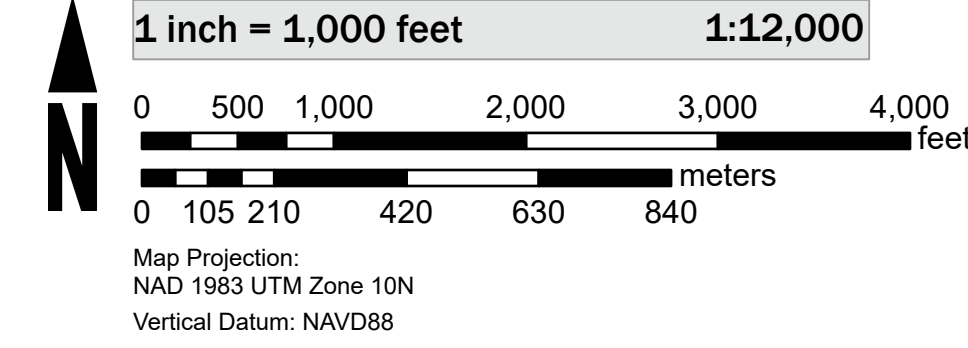 1 inch = 1,000 feet 1:12,000
0 500 1,000 2,000 3,000 4,000
feet
meters
0 105 210 420 630 840
N
Map Projection:
NAD 1983 UTM Zone 10N
Vertical Datum: NAVD88